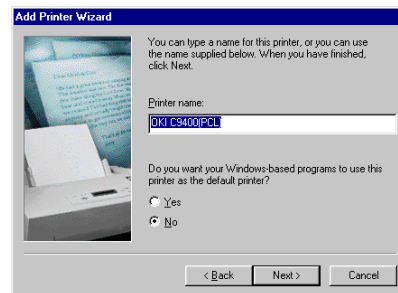 Add Printer Wizard
You can type a name for this printer, or you can use
the name supplied below. When you have finished,
click Next.
Printer name:
OKI C9400(PCL)
Do you want your Windows-based programs to use this
printer as the default printer?
Yes
No
< Back
Next >
Cancel